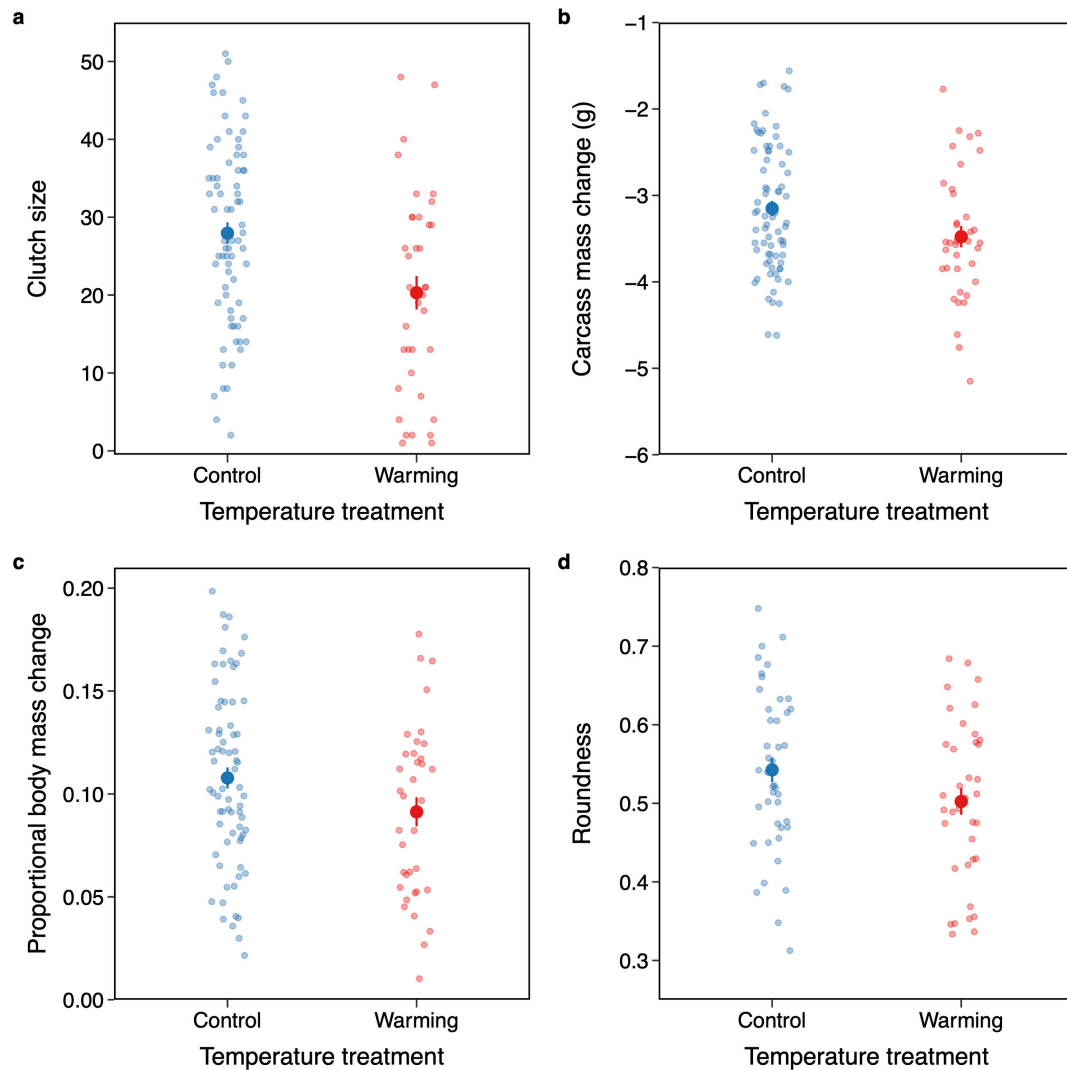 a
Clutch size
50
40
30
20
10
0
Control Warming
Temperature treatment
b
Carcass mass change (g)
−1
−2
−3
−4
−5
−6
Control Warming
Temperature treatment
c
Proportional body mass change
0.20
0.15
0.10
0.05
0.00
Control Warming
Temperature treatment
d
Roundness
0.8
0.7
0.6
0.5
0.4
0.3
Control Warming
Temperature treatment